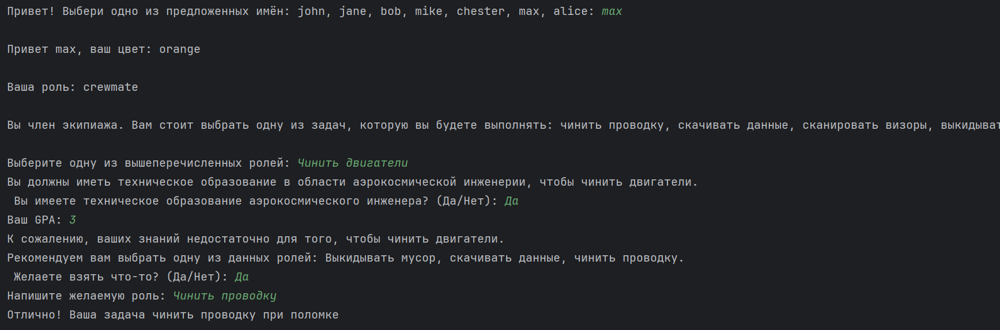 Привет! Выбери одно из предложенных имён: john, jane, bob, mike, chester, max, alice: max
Привет max, ваш цвет: orange
Ваша роль: crewmate
Вы член экипиажа. Вам стоит выбрать одну из задач, которую вы будете выполнять: чинить проводку, скачивать данные, сканировать визоры, выкидыват
Выберите одну из вышеперечисленных ролей: Чинить двигатели
Вы должны иметь техническое образование в области аэрокосмической инженерии, чтобы чинить двигатели.
Вы имеете техническое образование аэрокосмического инженера? (Да/Нет): Да
Ваш GPA: 3
К сожалению, ваших знаний недостаточно для того, чтобы чинить двигатели.
Рекомендуем вам выбрать одну из данных ролей: Выкидывать мусор, скачивать данные, чинить проводку.
Желаете взять что-то? (Да/Нет): Да
Напишите желаемую роль: Чинить проводку
Отлично! Ваша задача чинить проводку при поломке